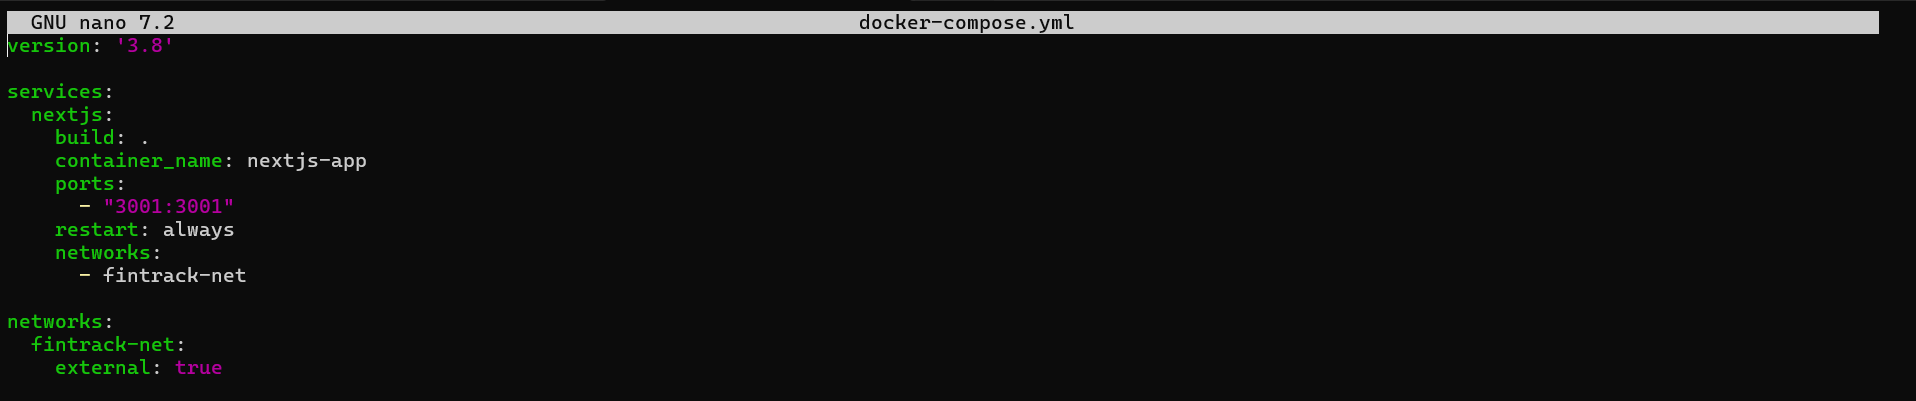 GNU nano 7.2 docker-compose.yml
version: '3.8'
services:
  nextjs:
    build: .
    container_name: nextjs-app
    ports:
      - "3001:3001"
    restart: always
    networks:
      - fintrack-net
networks:
  fintrack-net:
    external: true